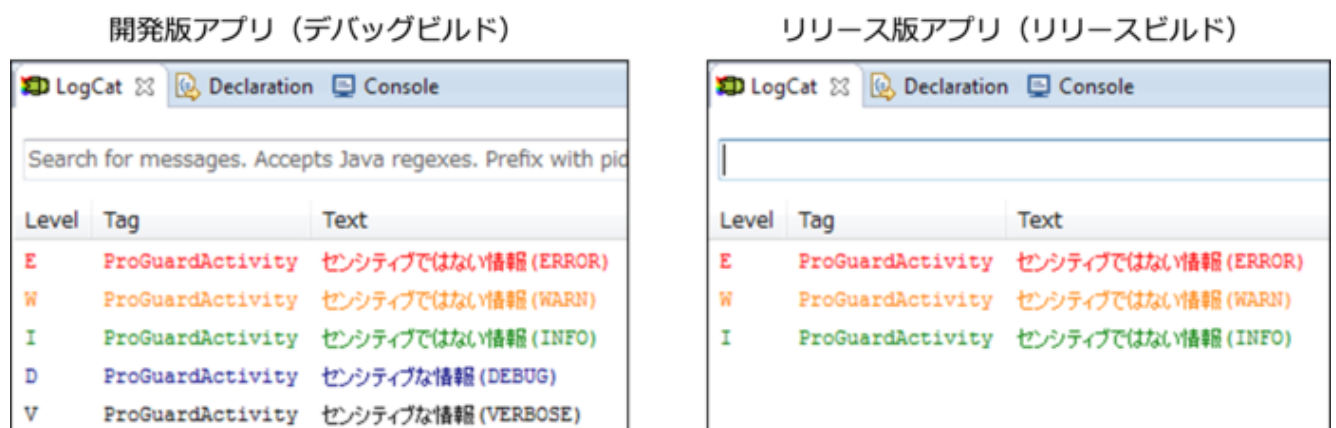 開発版アプリ（デバッグビルド）
LogCat Declaration Console
Search for messages. Accepts Java regexes. Prefix with pid
Level Tag Text
E ProGuardActivity センシティブではない情報(ERROR)
W ProGuardActivity センシティブではない情報(WARN)
I ProGuardActivity センシティブではない情報(INFO)
D ProGuardActivity センシティブな情報(DEBUG)
V ProGuardActivity センシティブな情報(VERBOSE)
リリース版アプリ（リリースビルド）
LogCat Declaration Console
Level Tag Text
E ProGuardActivity センシティブではない情報(ERROR)
W ProGuardActivity センシティブではない情報(WARN)
I ProGuardActivity センシティブではない情報(INFO)